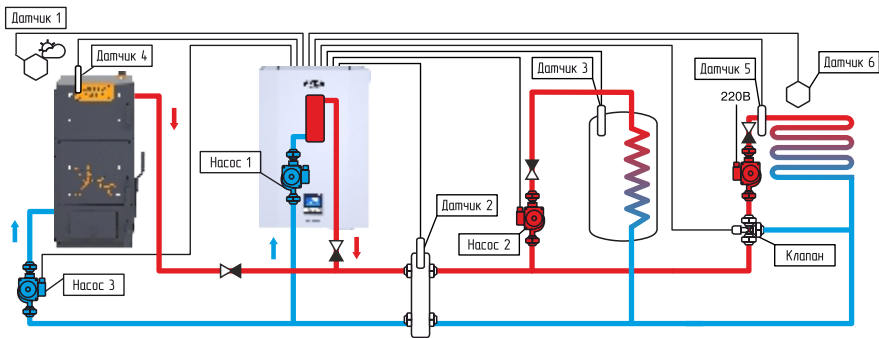 Датчик 1
Датчик 4
Датчик 3
Датчик 5
Датчик 6
220В
Насос 1
Датчик 2
Насос 2
Клапан
Насос 3